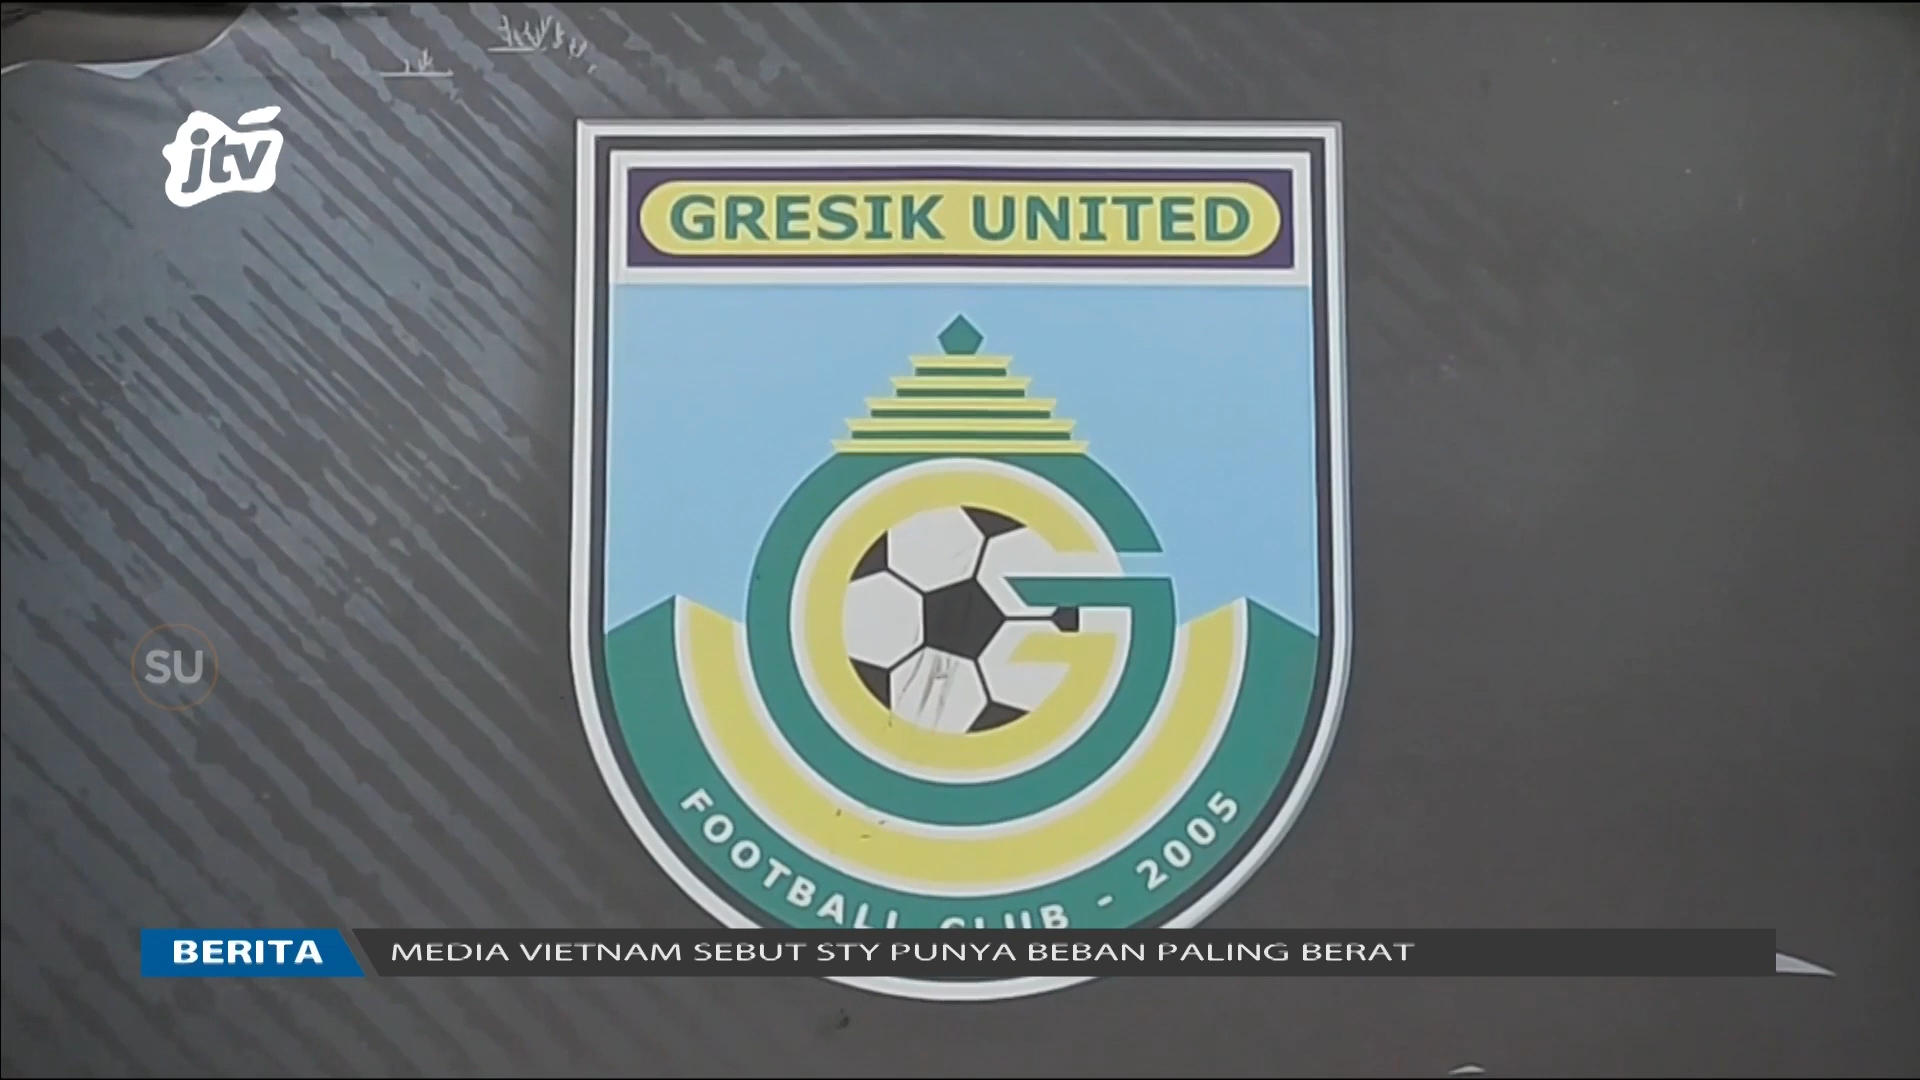 jtv
GRESIK UNITED
SU
FOOTBALL CLUB - 2005
BERITA
MEDIA VIETNAM SEBUT STY PUNYA BEBAN PALING BERAT